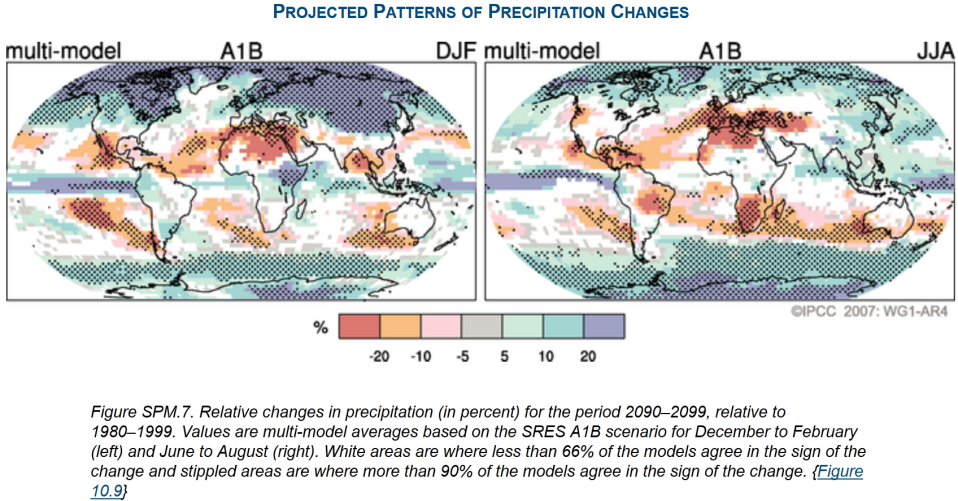 PROJECTED PATTERNS OF PRECIPITATION CHANGES
multi-model A1B DJF multi-model A1B JJA
©IPCC 2007: WG1-AR4
%
-20 -10 -5 5 10 20
Figure SPM.7. Relative changes in precipitation (in percent) for the period 2090–2099, relative to
1980–1999. Values are multi-model averages based on the SRES A1B scenario for December to February
(left) and June to August (right). White areas are where less than 66% of the models agree in the sign of the
change and stippled areas are where more than 90% of the models agree in the sign of the change. {Figure
10.9}